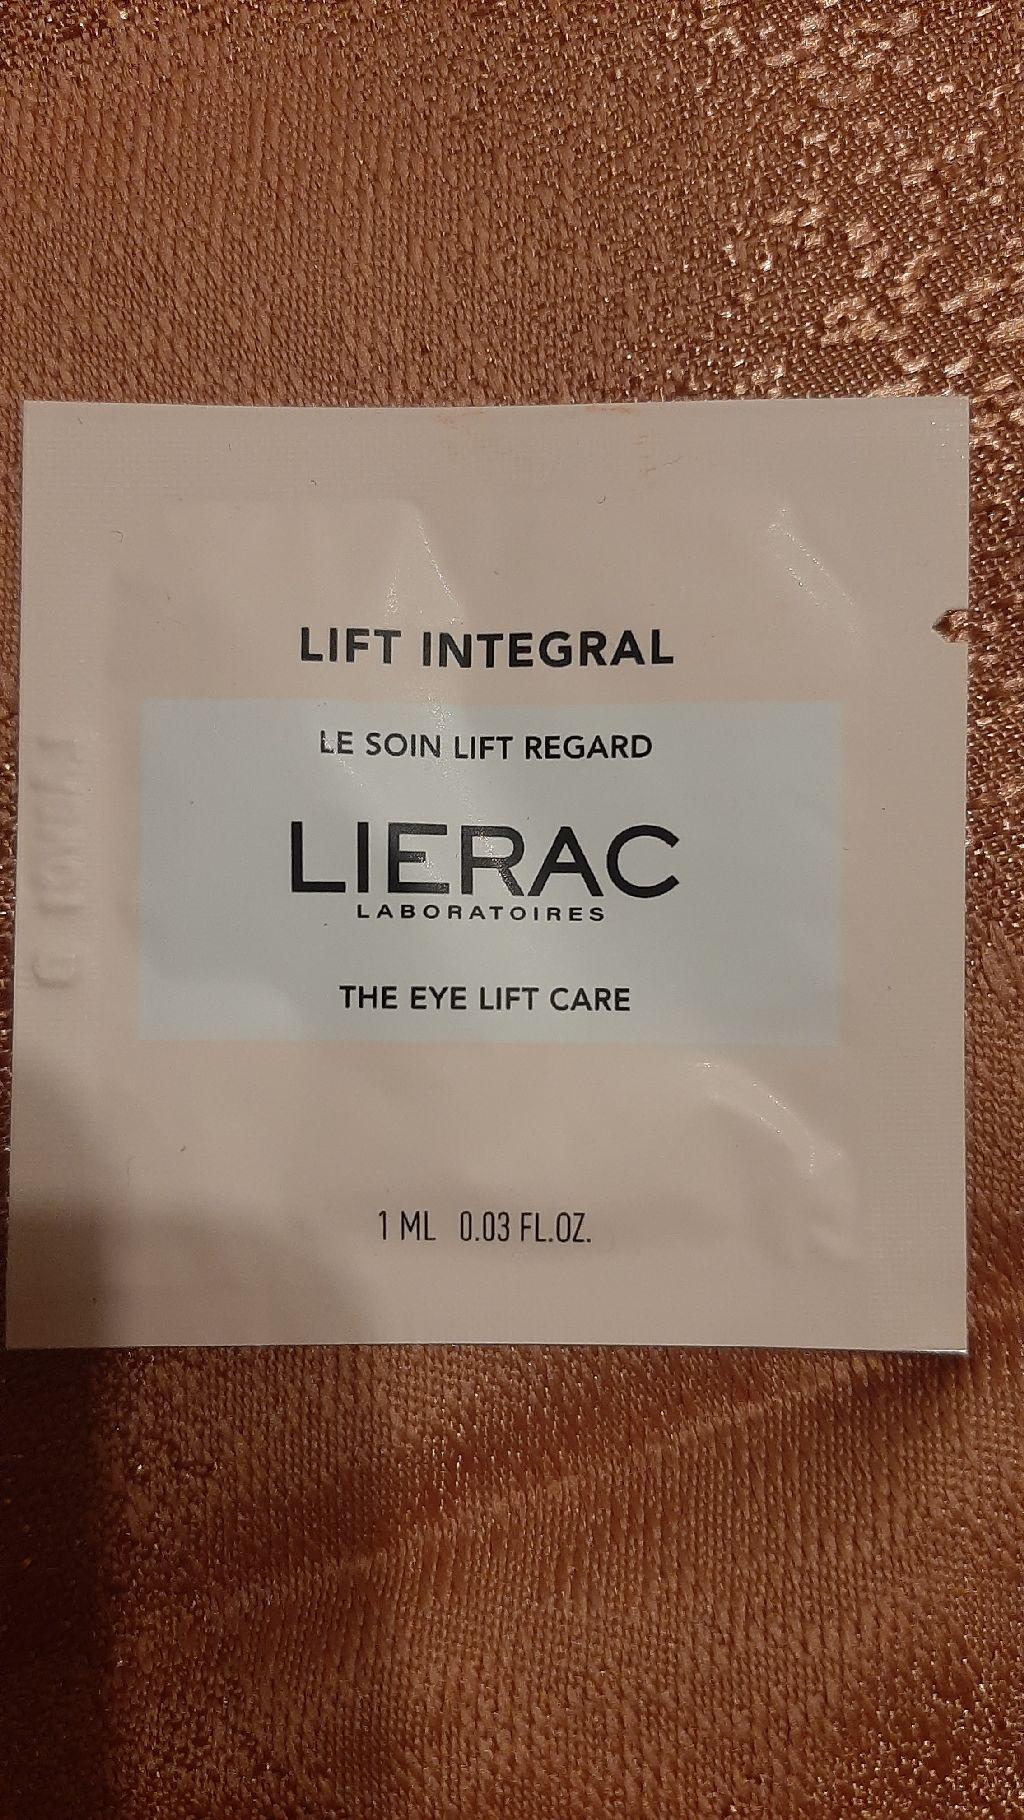 LIFT INTEGRAL
LE SOIN LIFT REGARD
LIERAC
LABORATOIRES
THE EYE LIFT CARE
1 ML 0.03 FL.OZ.